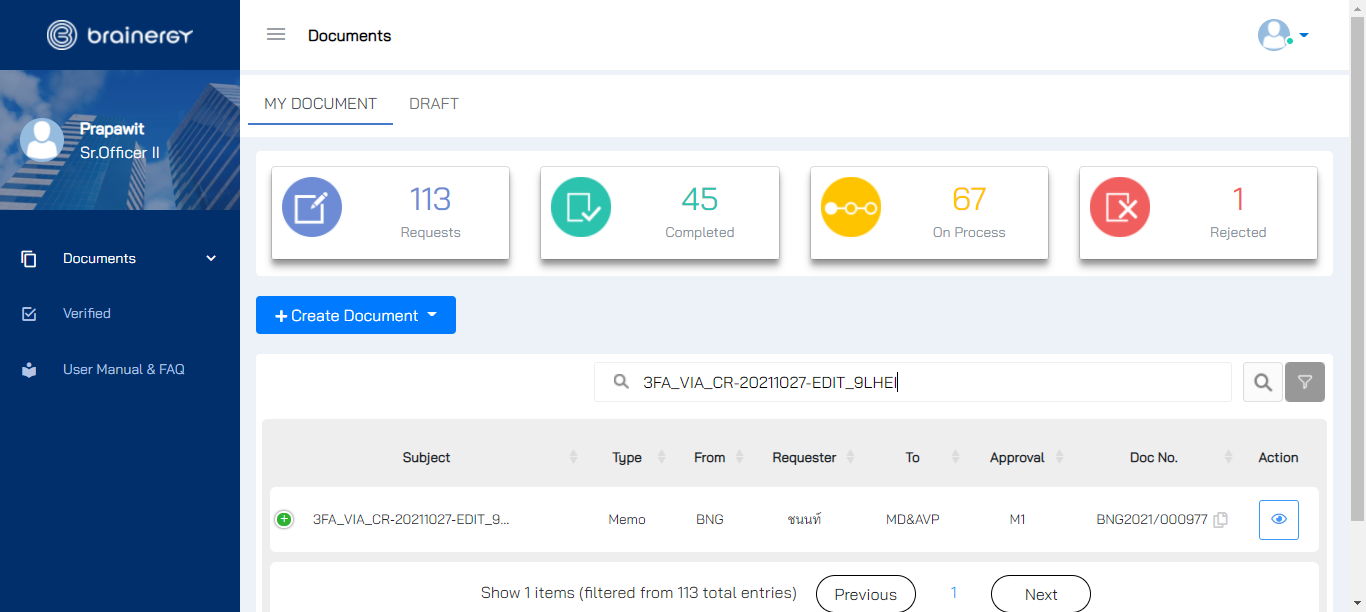 brainergy
Documents
Prapawit
Sr.Officer II
Documents
Verified
User Manual & FAQ
MY DOCUMENT DRAFT
113
Requests
45
Completed
67
On Process
1
Rejected
Create Document
3FA_VIA_CR-20211027-EDIT_9LHEI
Subject Type From Requester To Approval Doc No. Action
3FA_VIA_CR-20211027-EDIT_9... Memo BNG ชนนท์ MD&AVP M1 BNG2021/000977
Show 1 items (filtered from 113 total entries) Previous 1 Next